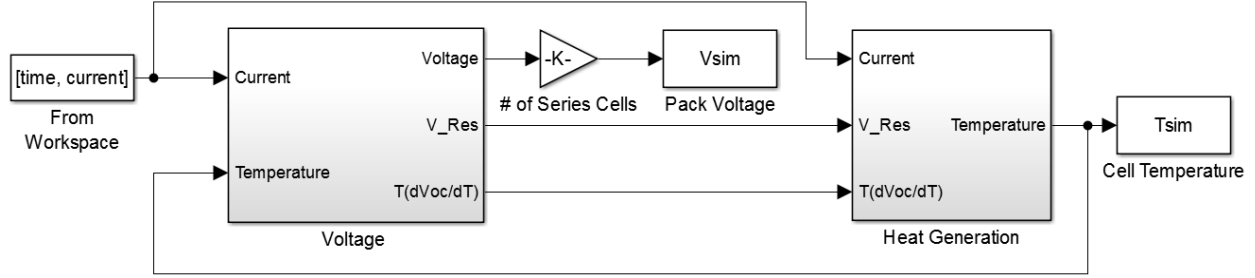 [time, current]
From
Workspace
Current
Temperature
Voltage
V_Res
T(dVoc/dT)
Voltage
-K-
# of Series Cells
Vsim
Pack Voltage
Current
V_Res
T(dVoc/dT)
Temperature
Heat Generation
Tsim
Cell Temperature